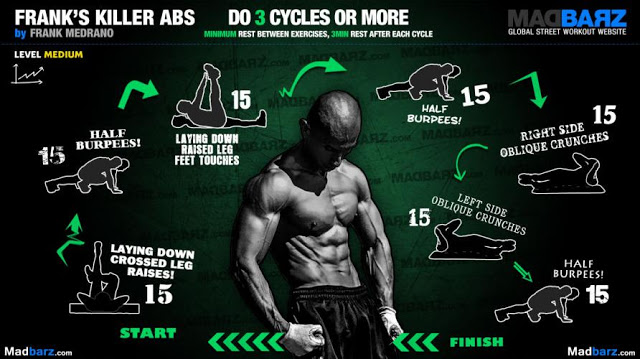 FRANK'S KILLER ABS
by FRANK MEDRANO
DO 3 CYCLES OR MORE
MINIMUM REST BETWEEN EXERCISES, 3MIN REST AFTER EACH CYCLE
MADBARZ
GLOBAL STREET WORKOUT WEBSITE
LEVEL MEDIUM
START
LAYING DOWN
CROSSED LEG
RAISES!
15
HALF
BURPEES!
15
15
LAYING DOWN
RAISED LEG
FEET TOUCHES
HALF
BURPEES!
15
15
RIGHT SIDE
OBLIQUE CRUNCHES
LEFT SIDE
OBLIQUE CRUNCHES
15
HALF
BURPEES!
15
FINISH
MADBARZ.com
Madbarz.com
Madbarz.com